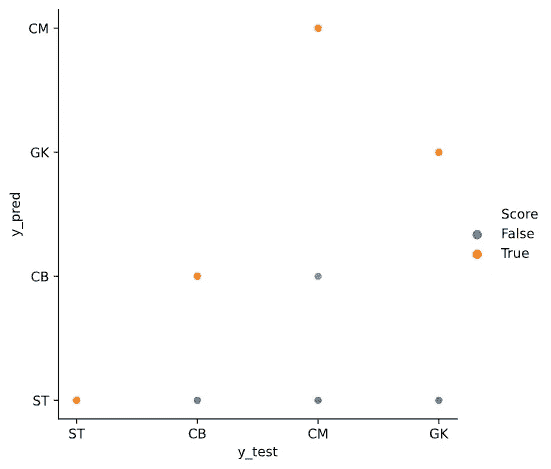 CM
GK
CB
ST
y_pred
ST
CB
CM
GK
y_test
Score
False
True